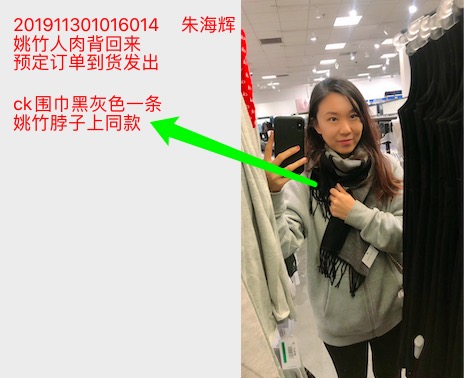 201911301016014 朱海辉
姚竹人肉背回来
预定订单到货发出
ck围巾黑灰色一条
姚竹脖子上同款